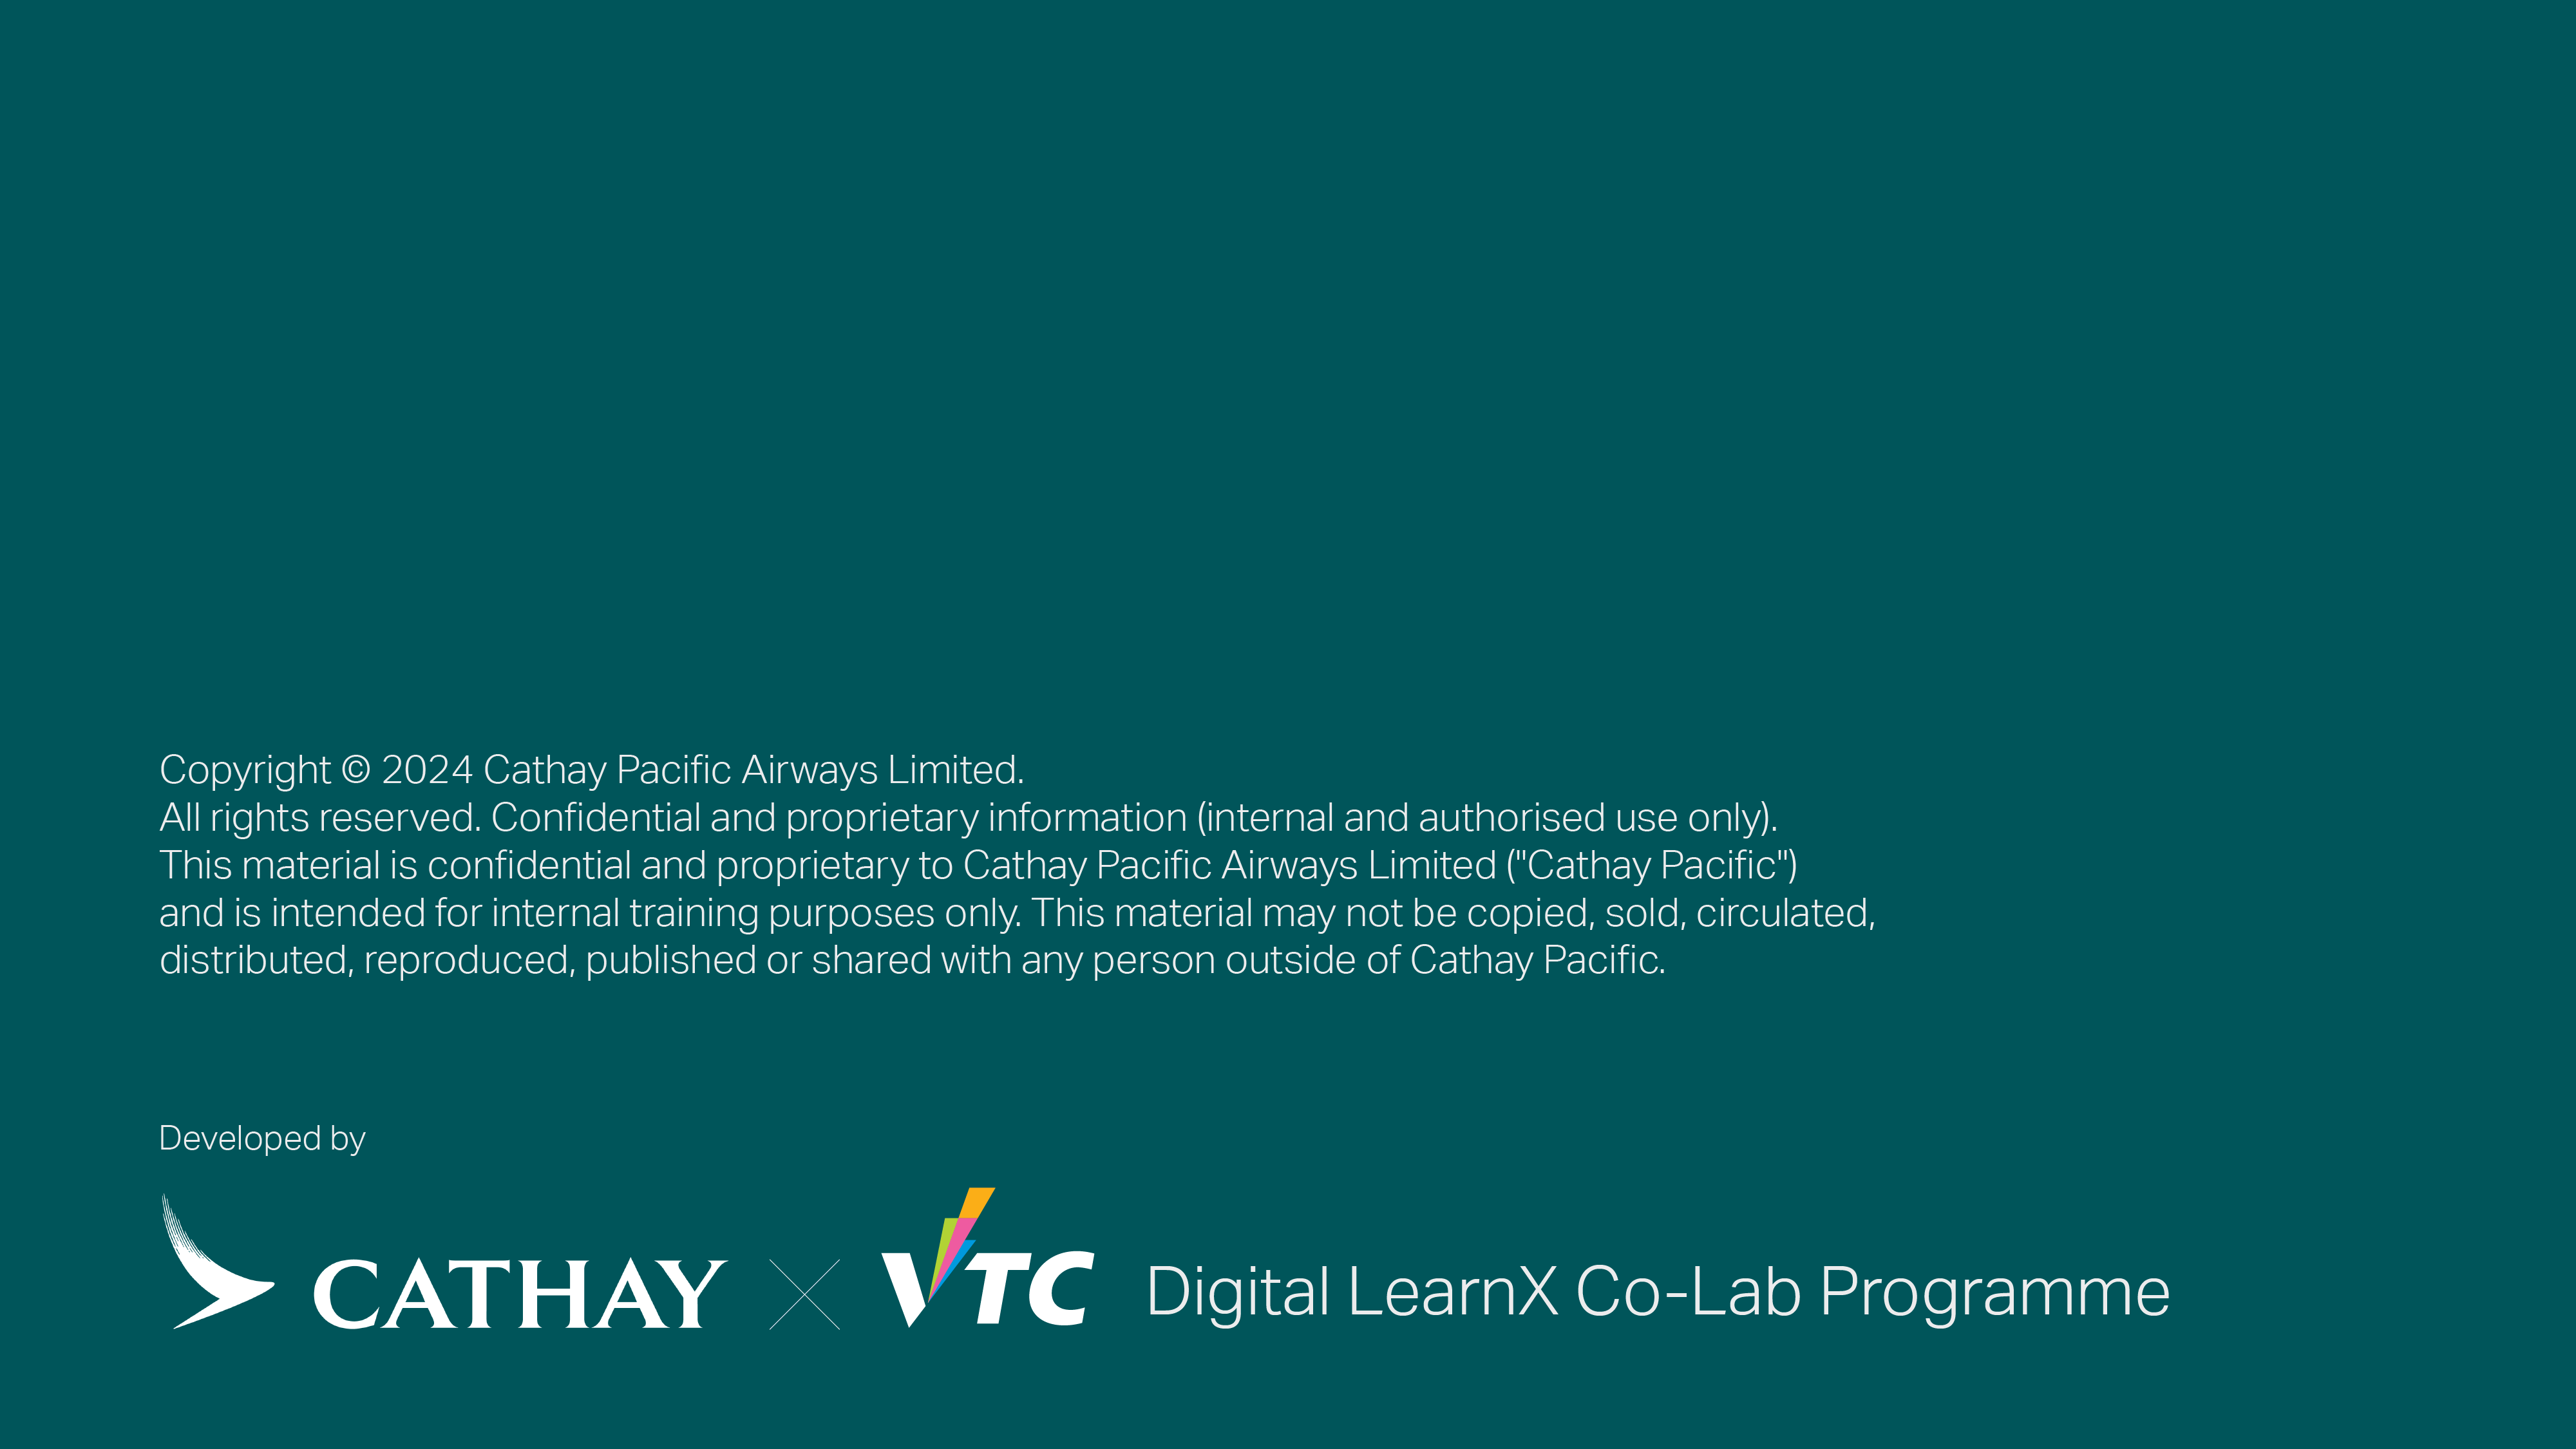 Copyright © 2024 Cathay Pacific Airways Limited.
All rights reserved. Confidential and proprietary information (internal and authorised use only).
This material is confidential and proprietary to Cathay Pacific Airways Limited ("Cathay Pacific")
and is intended for internal training purposes only. This material may not be copied, sold, circulated,
distributed, reproduced, published or shared with any person outside of Cathay Pacific.
Developed by
CATHAY × VTC Digital LearnX Co-Lab Programme